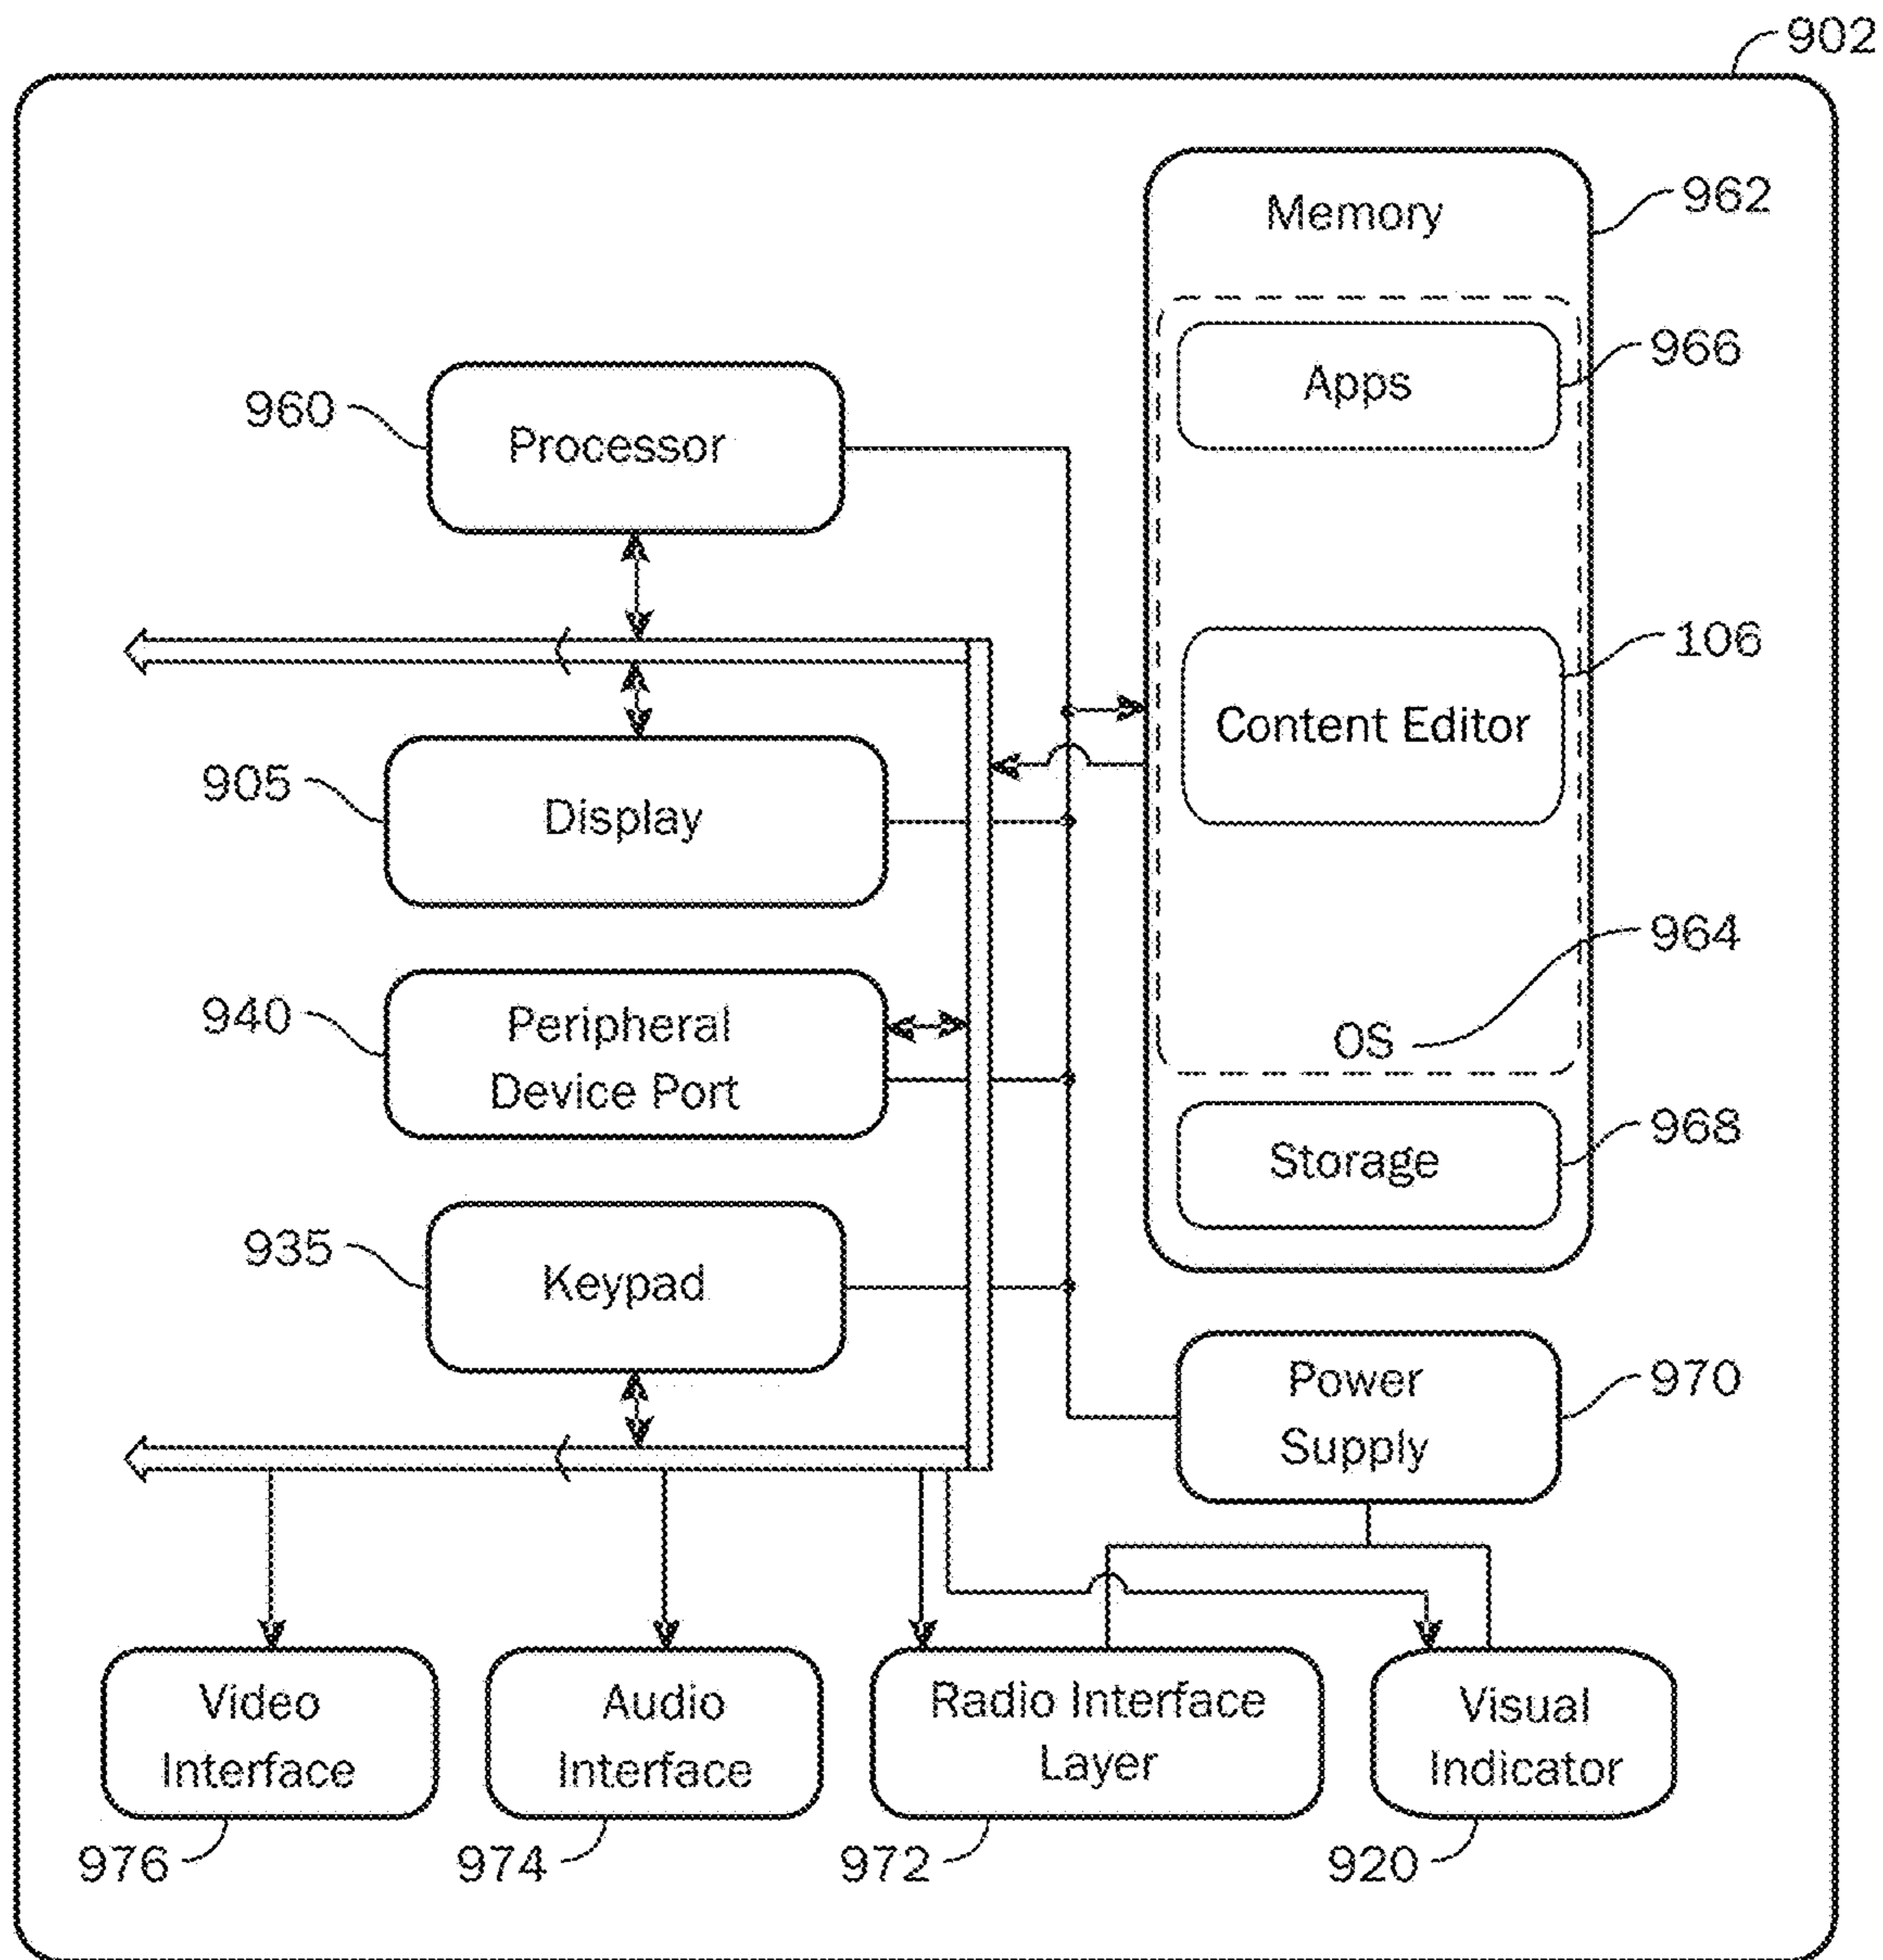 902
Memory
962
Apps
966
960
Processor
106
Content Editor
905
Display
964
940
Peripheral
Device Port
OS
968
Storage
935
Keypad
Power
Supply
970
Video
Interface
Audio
Interface
Radio Interface
Layer
Visual
Indicator
976
974
972
920